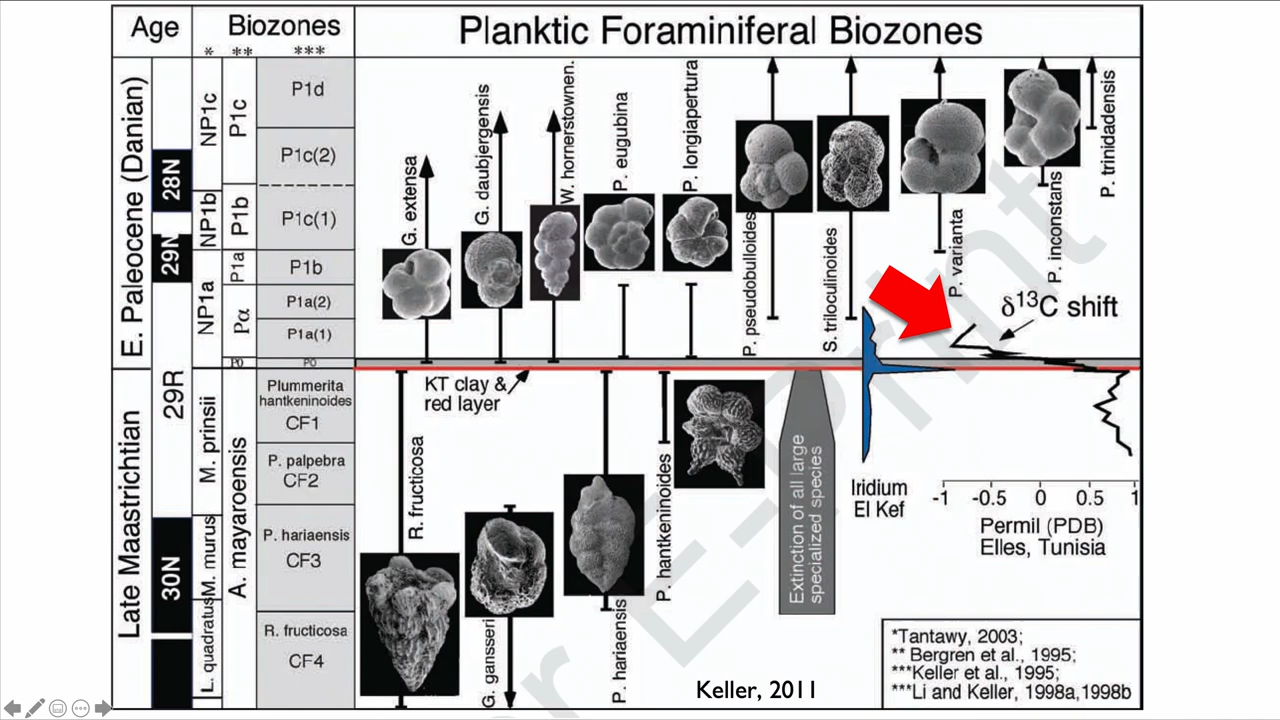 Age
Biozones
* ** ***
Planktic Foraminiferal Biozones
E. Paleocene (Danian)
Late Maastrichtian
28N
29N
29R
30N
NP1c
NP1b
NP1a
M. prinsii
M. murus
L. quadratus
P1c
P1b
P1a
Pα
P0
A. mayaroensis
P1d
P1c(2)
P1c(1)
P1b
P1a(2)
P1a(1)
P0
Plummerita
hantkeninoides
CF1
P. palpebra
CF2
P. hariaensis
CF3
R. fructicosa
CF4
G. extensa
G. daubjergensis
W. hornerstownen.
P. eugubina
P. longiapertura
P. pseudobulloides
S. triloculinoides
P. varianta
P. inconstans
P. trinidadensis
δ13C shift
KT clay &
red layer
R. fructicosa
G. gansseri
P. hariaensis
P. hantkeninoides
Extinction of all large
specialized species
Iridium
El Kef
-1 -0.5 0 0.5 1
Permil (PDB)
Elles, Tunisia
*Tantawy, 2003;
** Bergren et al., 1995;
***Keller et al., 1995;
***Li and Keller, 1998a,1998b
Keller, 2011
r E-Print